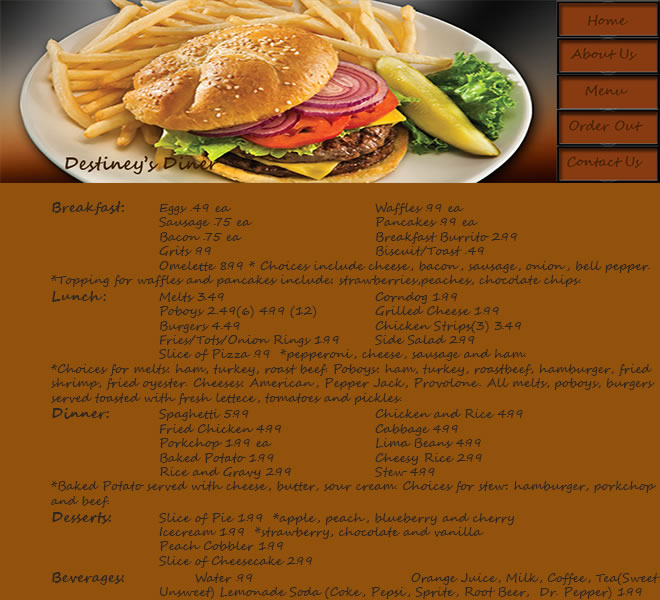 Home
About Us
Menu
Order Out
Contact Us
Destiney's Diner
Breakfast: Eggs .49 ea Waffles 99 ea
Sausage .75 ea Pancakes 99 ea
Bacon .75 ea Breakfast Burrito 299
Grits 99 Biscuit/Toast .49
Omelette 899 * Choices include cheese, bacon, sausage, onion, bell pepper.
*Topping for waffles and pancakes include: strawberries,peaches, chocolate chips.
Lunch: Melts 3.49 Corndog 199
Poboys 2.49(6) 499 (12) Grilled Cheese 199
Burgers 4.49 Chicken Strips(3) 3.49
Fries/Tots/Onion Rings 199 Side Salad 299
Slice of Pizza 99 *pepperoni, cheese, sausage and ham.
*Choices for melts: ham, turkey, roast beef. Poboys: ham, turkey, roastbeef, hamburger, fried
shrimp, fried oyester. Cheeses: American, Pepper Jack, Provolone. All melts, poboys, burgers
served toasted with fresh lettece, tomatoes and pickles.
Dinner: Spaghetti 599 Chicken and Rice 499
Fried Chicken 499 Cabbage 499
Porkchop 199 ea Lima Beans 499
Baked Potato 199 Cheesy Rice 299
Rice and Gravy 299 Stew 499
*Baked Potato served with cheese, butter, sour cream. Choices for stew: hamburger, porkchop
and beef.
Desserts: Slice of Pie 199 *apple, peach, blueberry and cherry
Icecream 199 *strawberry, chocolate and vanilla
Peach Cobbler 199
Slice of Cheesecake 299
Beverages: Water 99 Orange Juice, Milk, Coffee, Tea(Sweet
Unsweet) Lemonade Soda (Coke, Pepsi, Sprite, Root Beer, Dr. Pepper) 199